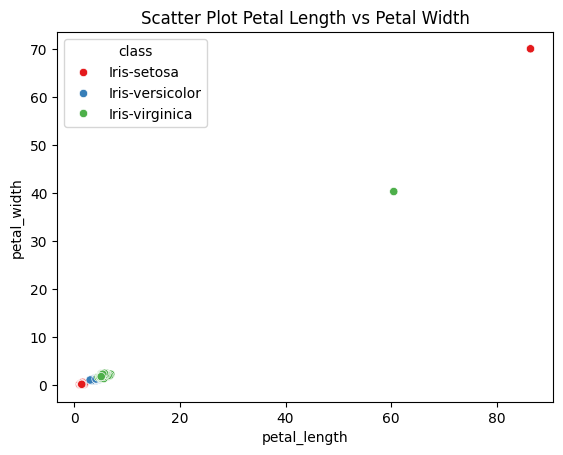 Scatter Plot Petal Length vs Petal Width
class
Iris-setosa
Iris-versicolor
Iris-virginica
70
60
50
40
30
20
10
0
petal_width
0 20 40 60 80
petal_length